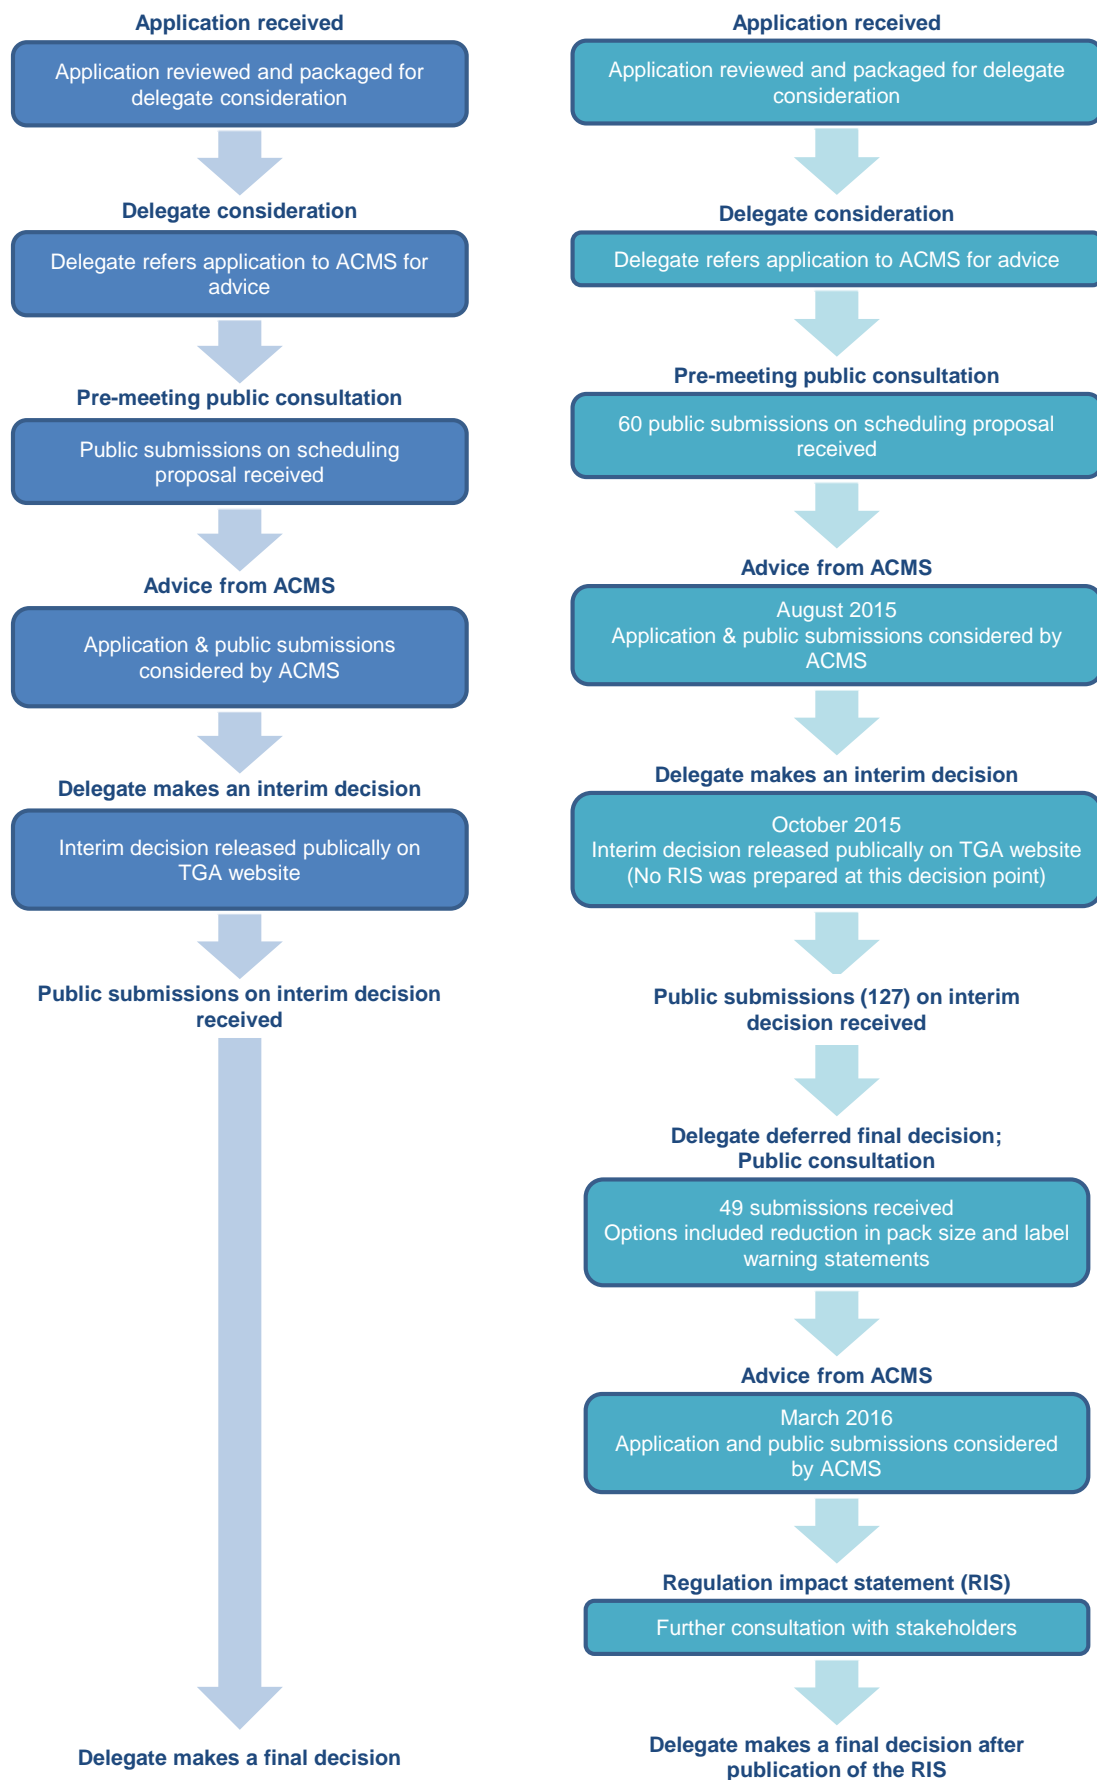 Application received
Application reviewed and packaged for
delegate consideration
Delegate consideration
Delegate refers application to ACMS for
advice
Pre-meeting public consultation
Public submissions on scheduling
proposal received
Advice from ACMS
Application & public submissions
considered by ACMS
Delegate makes an interim decision
Interim decision released publically on
TGA website
Public submissions on interim decision
received
Delegate makes a final decision
Application received
Application reviewed and packaged for delegate
consideration
Delegate consideration
Delegate refers application to ACMS for advice
Pre-meeting public consultation
60 public submissions on scheduling proposal
received
Advice from ACMS
August 2015
Application & public submissions considered by
ACMS
Delegate makes an interim decision
October 2015
Interim decision released publically on TGA website
(No RIS was prepared at this decision point)
Public submissions (127) on interim
decision received
Delegate deferred final decision;
Public consultation
49 submissions received
Options included reduction in pack size and label
warning statements
Advice from ACMS
March 2016
Application and public submissions considered
by ACMS
Regulation impact statement (RIS)
Further consultation with stakeholders
Delegate makes a final decision after
publication of the RIS